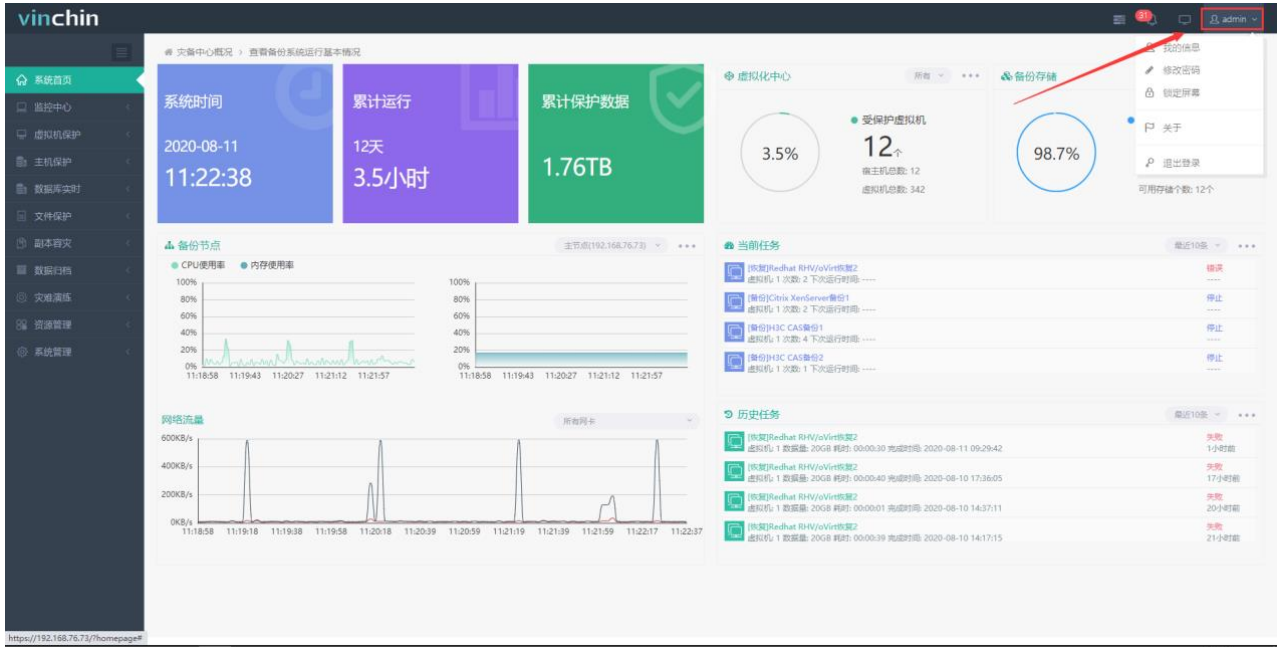 vinchin
31
admin
灾备中心概况 > 查看备份系统运行基本情况
我的信息
修改密码
锁定屏幕
关于
退出登录
系统首页
监控中心
虚拟机保护
主机保护
数据库实时
文件保护
副本容灾
数据归档
灾难演练
资源管理
系统管理
系统时间
2020-08-11
11:22:38
累计运行
12天
3.5小时
累计保护数据
1.76TB
虚拟化中心
所有
3.5%
受保护虚拟机
12个
宿主机总数: 12
虚拟机总数: 342
备份存储
98.7%
可用存储个数: 12个
备份节点
主节点(192.168.76.73)
CPU使用率 内存使用率
100%
80%
60%
40%
20%
0%
11:18:58 11:19:43 11:20:27 11:21:12 11:21:57
100%
80%
60%
40%
20%
0%
11:18:58 11:19:43 11:20:27 11:21:12 11:21:57
网络流量
所有网卡
600KB/s
400KB/s
200KB/s
0KB/s
11:18:58 11:19:18 11:19:38 11:19:58 11:20:18 11:20:39 11:20:59 11:21:19 11:21:39 11:21:59 11:22:17 11:22:37
当前任务
最近10条
[恢复]Redhat RHV/oVirt恢复2 错误
虚拟机: 1 次数: 2 下次运行时间: ---- ----
[备份]Citrix XenServer备份1 停止
虚拟机: 1 次数: 2 下次运行时间: ---- ----
[备份]H3C CAS备份1 停止
虚拟机: 1 次数: 4 下次运行时间: ---- ----
[备份]H3C CAS备份2 停止
虚拟机: 1 次数: 1 下次运行时间: ---- ----
历史任务
最近10条
[恢复]Redhat RHV/oVirt恢复2 失败
虚拟机: 1 数据量: 20GB 耗时: 00:00:30 完成时间: 2020-08-11 09:29:42 1小时前
[恢复]Redhat RHV/oVirt恢复2 失败
虚拟机: 1 数据量: 20GB 耗时: 00:00:40 完成时间: 2020-08-10 17:36:05 17小时前
[恢复]Redhat RHV/oVirt恢复2 失败
虚拟机: 1 数据量: 20GB 耗时: 00:00:01 完成时间: 2020-08-10 14:37:11 20小时前
[恢复]Redhat RHV/oVirt恢复2 失败
虚拟机: 1 数据量: 20GB 耗时: 00:00:39 完成时间: 2020-08-10 14:17:15 21小时前
https://192.168.76.73/?homepage#